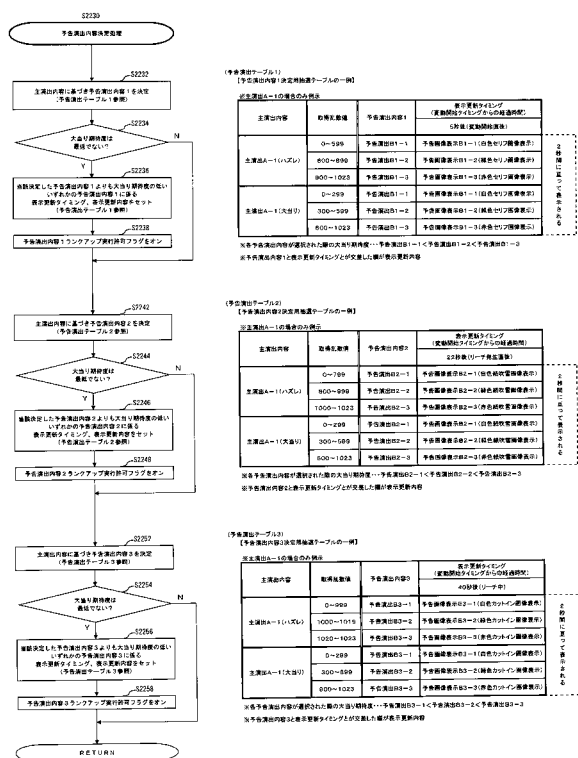 S2230
予告演出内容決定処理
S2232
主演出内容に基づき予告演出内容1を決定
(予告演出テーブル1参照)
S2234
大当り期待度は
最低でない?
N
Y
S2236
当該決定した予告演出内容1よりも大当り期待度の低い
いずれかの予告演出内容1に係る
表示更新タイミング、表示更新内容をセット
(予告演出テーブル1参照)
S2238
予告演出内容1ランクアップ実行許可フラグをオン
S2242
主演出内容に基づき予告演出内容2を決定
(予告演出テーブル2参照)
S2244
大当り期待度は
最低でない?
N
Y
S2246
当該決定した予告演出内容2よりも大当り期待度の低い
いずれかの予告演出内容2に係る
表示更新タイミング、表示更新内容をセット
(予告演出テーブル2参照)
S2248
予告演出内容2ランクアップ実行許可フラグをオン
S2252
主演出内容に基づき予告演出内容3を決定
(予告演出テーブル3参照)
S2254
大当り期待度は
最低でない?
N
Y
S2256
当該決定した予告演出内容3よりも大当り期待度の低い
いずれかの予告演出内容3に係る
表示更新タイミング、表示更新内容をセット
(予告演出テーブル3参照)
S2258
予告演出内容3ランクアップ実行許可フラグをオン
RETURN
(予告演出テーブル1)
【予告演出内容1決定用抽選テーブルの一例】
※主演出A-1の場合のみ例示
主演出内容 取得乱数値 予告演出内容1 表示更新タイミング
(変動開始タイミングからの経過時間)
5秒後(変動開始直後)
主演出A-1(ハズレ)
0~599 予告演出B1-1 予告画像表示B1-1(白色セリフ画像表示)
600~899 予告演出B1-2 予告画像表示B1-2(緑色セリフ画像表示)
900~1023 予告演出B1-3 予告画像表示B1-3(赤色セリフ画像表示)
主演出A-1(大当り)
0~299 予告演出B1-1 予告画像表示B1-1(白色セリフ画像表示)
300~599 予告演出B1-2 予告画像表示B1-2(緑色セリフ画像表示)
600~1023 予告演出B1-3 予告画像表示B1-3(赤色セリフ画像表示)
2秒間に亘って表示される
※各予告演出内容が選択された際の大当り期待度・・・予告演出B1-1<予告演出B1-2<予告演出B1-3
※予告演出内容1と表示更新タイミングとが交差した欄が表示更新内容
(予告演出テーブル2)
【予告演出内容2決定用抽選テーブルの一例】
※主演出A-1の場合のみ例示
主演出内容 取得乱数値 予告演出内容2 表示更新タイミング
(変動開始タイミングからの経過時間)
22秒後(リーチ発生直後)
主演出A-1(ハズレ)
0~799 予告演出B2-1 予告画像表示B2-1(白色紙吹雪画像表示)
800~999 予告演出B2-2 予告画像表示B2-2(緑色紙吹雪画像表示)
1000~1023 予告演出B2-3 予告画像表示B2-3(赤色紙吹雪画像表示)
主演出A-1(大当り)
0~299 予告演出B2-1 予告画像表示B2-1(白色紙吹雪画像表示)
300~599 予告演出B2-2 予告画像表示B2-2(緑色紙吹雪画像表示)
600~1023 予告演出B2-3 予告画像表示B2-3(赤色紙吹雪画像表示)
2秒間に亘って表示される
※各予告演出内容が選択された際の大当り期待度・・・予告演出B2-1<予告演出B2-2<予告演出B2-3
※予告演出内容2と表示更新タイミングとが交差した欄が表示更新内容
(予告演出テーブル3)
【予告演出内容3決定用抽選テーブルの一例】
※主演出A-1の場合のみ例示
主演出内容 取得乱数値 予告演出内容3 表示更新タイミング
(変動開始タイミングからの経過時間)
40秒後(リーチ中)
主演出A-1(ハズレ)
0~999 予告演出B3-1 予告画像表示B3-1(白色カットイン画像表示)
1000~1019 予告演出B3-2 予告画像表示B3-2(緑色カットイン画像表示)
1020~1023 予告演出B3-3 予告画像表示B3-3(赤色カットイン画像表示)
主演出A-1(大当り)
0~299 予告演出B3-1 予告画像表示B3-1(白色カットイン画像表示)
300~599 予告演出B3-2 予告画像表示B3-2(緑色カットイン画像表示)
600~1023 予告演出B3-3 予告画像表示B3-3(赤色カットイン画像表示)
2秒間に亘って表示される
※各予告演出内容が選択された際の大当り期待度・・・予告演出B3-1<予告演出B3-2<予告演出B3-3
※予告演出内容3と表示更新タイミングとが交差した欄が表示更新内容